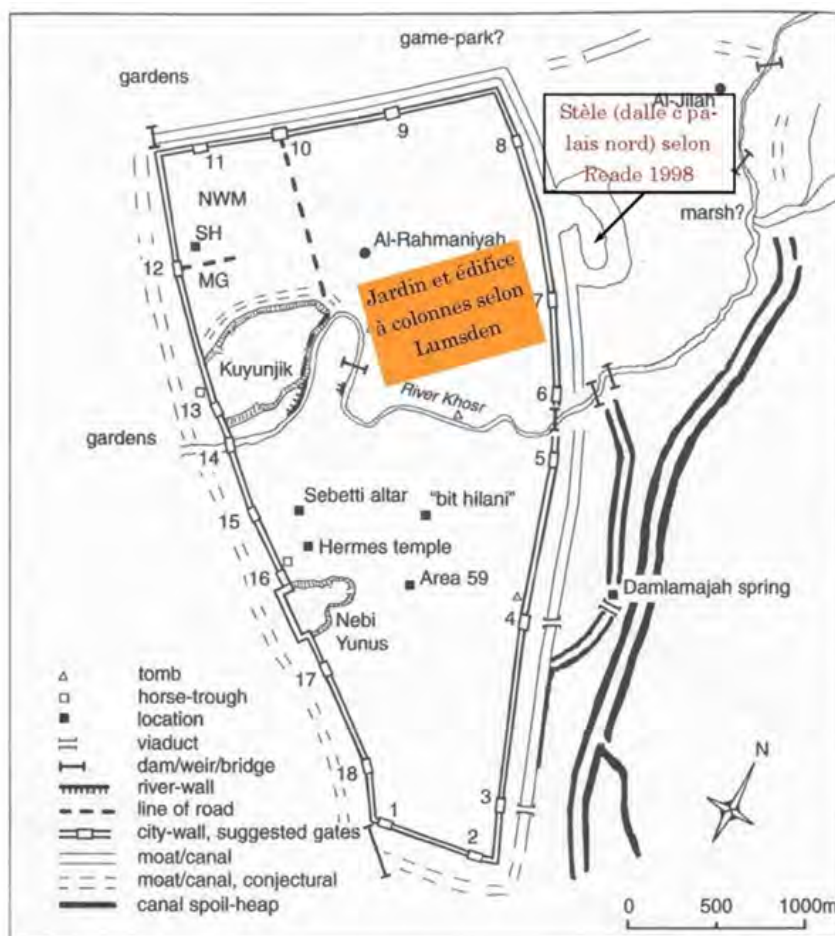 game-park?
gardens
Al-Jilah
Stèle (dalle c pa-
lais nord) selon
Reade 1998
9
10
11
8
NWM
SH
Al-Rahmaniyah
marsh?
12
MG
Jardin et édifice
à colonnes selon
Lumsden
7
Kuyunjik
River Khosr
6
13
gardens
14
5
Sebetti altar
"bit hilani"
15
Hermes temple
16
Area 59
Damlamajah spring
4
Nebi
Yunus
17
tomb
horse-trough
location
viaduct
dam/weir/bridge
18
N
river-wall
3
line of road
1
city-wall, suggested gates
2
moat/canal
moat/canal, conjectural
canal spoil-heap
0 500 1000m